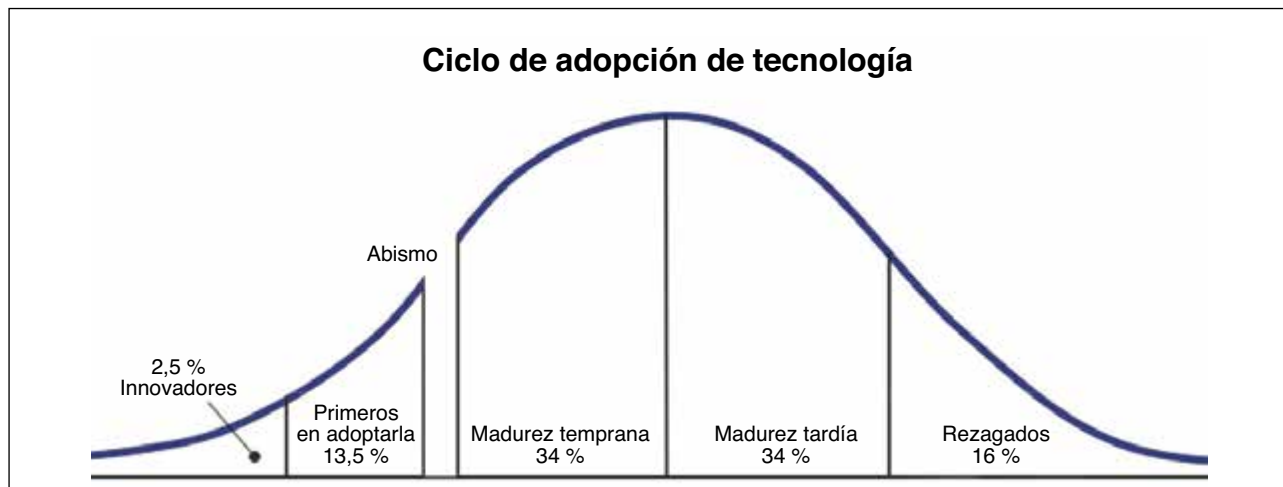 Ciclo de adopción de tecnología
Abismo
2,5 %
Innovadores
Primeros
en adoptarla
13,5 %
Madurez temprana
34 %
Madurez tardía
34 %
Rezagados
16 %